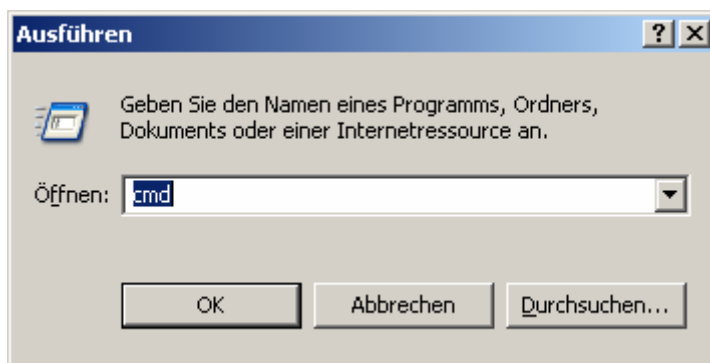 Ausführen
Geben Sie den Namen eines Programms, Ordners,
Dokuments oder einer Internetressource an.
Öffnen: cmd
OK Abbrechen Durchsuchen...